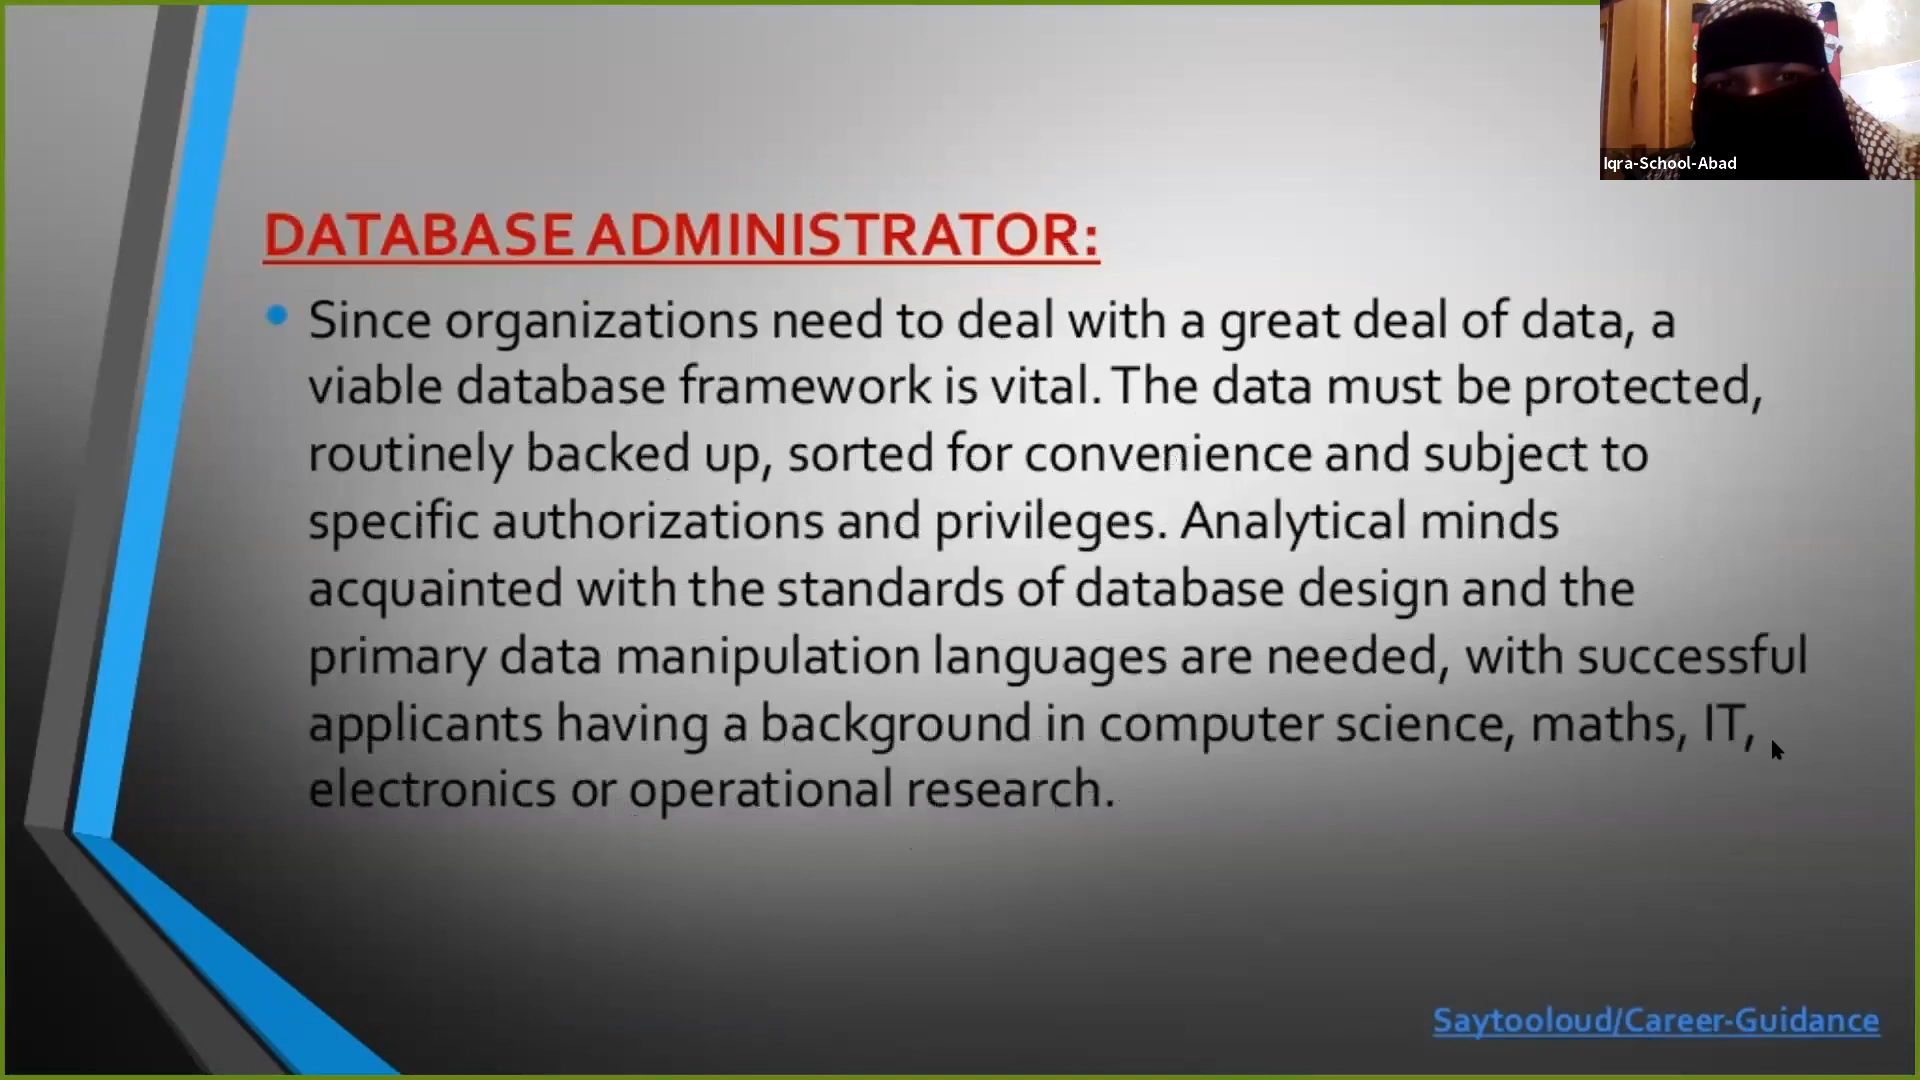 Iqra-School-Abad
DATABASE ADMINISTRATOR:
Since organizations need to deal with a great deal of data, a
viable database framework is vital. The data must be protected,
routinely backed up, sorted for convenience and subject to
specific authorizations and privileges. Analytical minds
acquainted with the standards of database design and the
primary data manipulation languages are needed, with successful
applicants having a background in computer science, maths, IT,
electronics or operational research.
Saytooloud/Career-Guidance